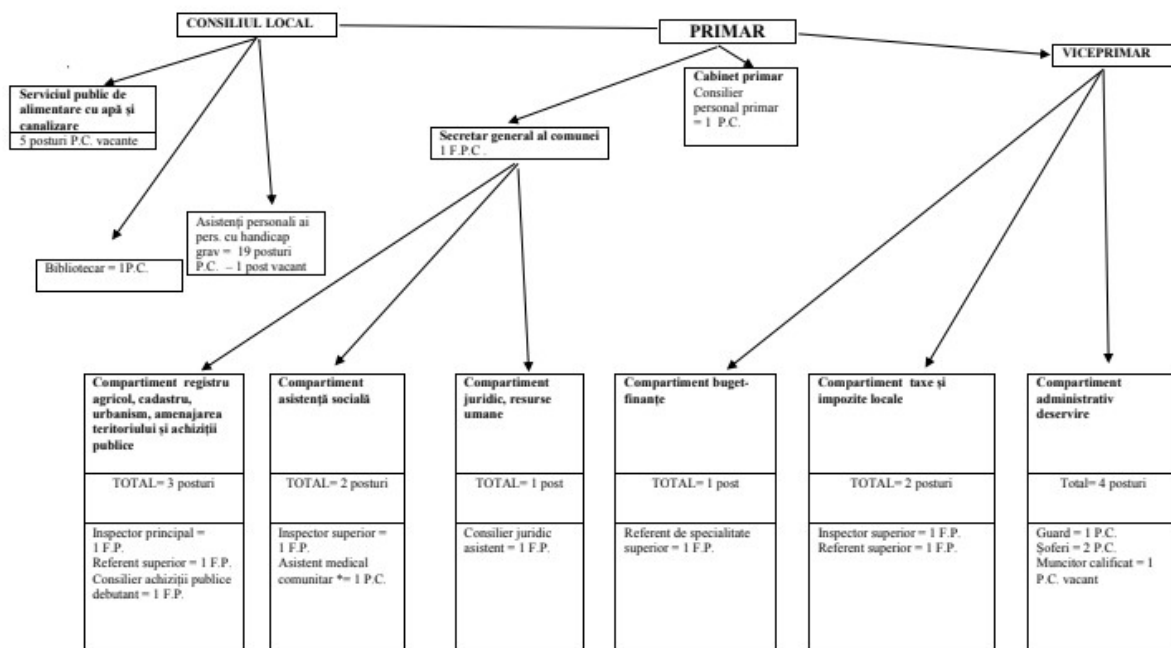 CONSILIUL LOCAL
PRIMAR
VICEPRIMAR
Serviciul public de
alimentare cu apă și
canalizare
5 posturi P.C. vacante
Cabinet primar
Consilier
personal primar
= 1 P.C.
Secretar general al comunei
1 F.P.C .
Asistenți personali ai
pers. cu handicap
grav = 19 posturi
P.C. – 1 post vacant
Bibliotecar = 1P.C.
Compartiment registru
agricol, cadastru,
urbanism, amenajarea
teritoriului și achiziții
publice
TOTAL= 3 posturi
Inspector principal =
1 F.P.
Referent superior = 1 F.P.
Consilier achiziții publice
debutant = 1 F.P.
Compartiment
asistență socială
TOTAL= 2 posturi
Inspector superior =
1 F.P.
Asistent medical
comunitar *= 1 P.C.
Compartiment
juridic, resurse
umane
TOTAL= 1 post
Consilier juridic
asistent = 1 F.P.
Compartiment buget-
finanțe
TOTAL= 1 post
Referent de specialitate
superior = 1 F.P.
Compartiment taxe și
impozite locale
TOTAL= 2 posturi
Inspector superior = 1 F.P.
Referent superior = 1 F.P.
Compartiment
administrativ
deservire
Total= 4 posturi
Guard = 1 P.C.
Șoferi = 2 P.C.
Muncitor calificat = 1
P.C. vacant